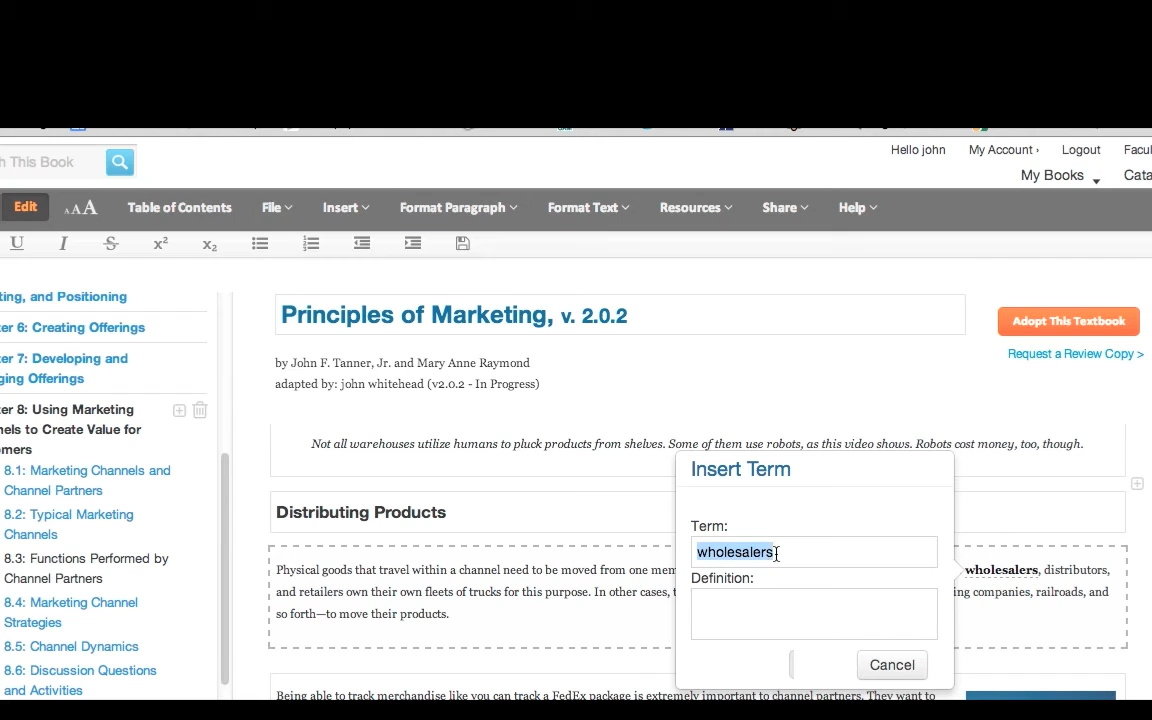 h This Book
Hello john My Account › Logout Facul
My Books Cata
Edit AAA Table of Contents File Insert Format Paragraph Format Text Resources Share Help
U I S x² x₂
ting, and Positioning
ter 6: Creating Offerings
ter 7: Developing and
ging Offerings
ter 8: Using Marketing
nels to Create Value for
omers
8.1: Marketing Channels and
Channel Partners
8.2: Typical Marketing
Channels
8.3: Functions Performed by
Channel Partners
8.4: Marketing Channel
Strategies
8.5: Channel Dynamics
8.6: Discussion Questions
and Activities
Principles of Marketing, v. 2.0.2
Adopt This Textbook
Request a Review Copy >
by John F. Tanner, Jr. and Mary Anne Raymond
adapted by: john whitehead (v2.0.2 - In Progress)
Not all warehouses utilize humans to pluck products from shelves. Some of them use robots, as this video shows. Robots cost money, too, though.
Distributing Products
Physical goods that travel within a channel need to be moved from one mem wholesalers, distributors,
and retailers own their own fleets of trucks for this purpose. In other cases, t ing companies, railroads, and
so forth—to move their products.
Insert Term
Term:
wholesalers
Definition:
Cancel
Being able to track merchandise like you can track a FedEx package is extremely important to channel partners. They want to